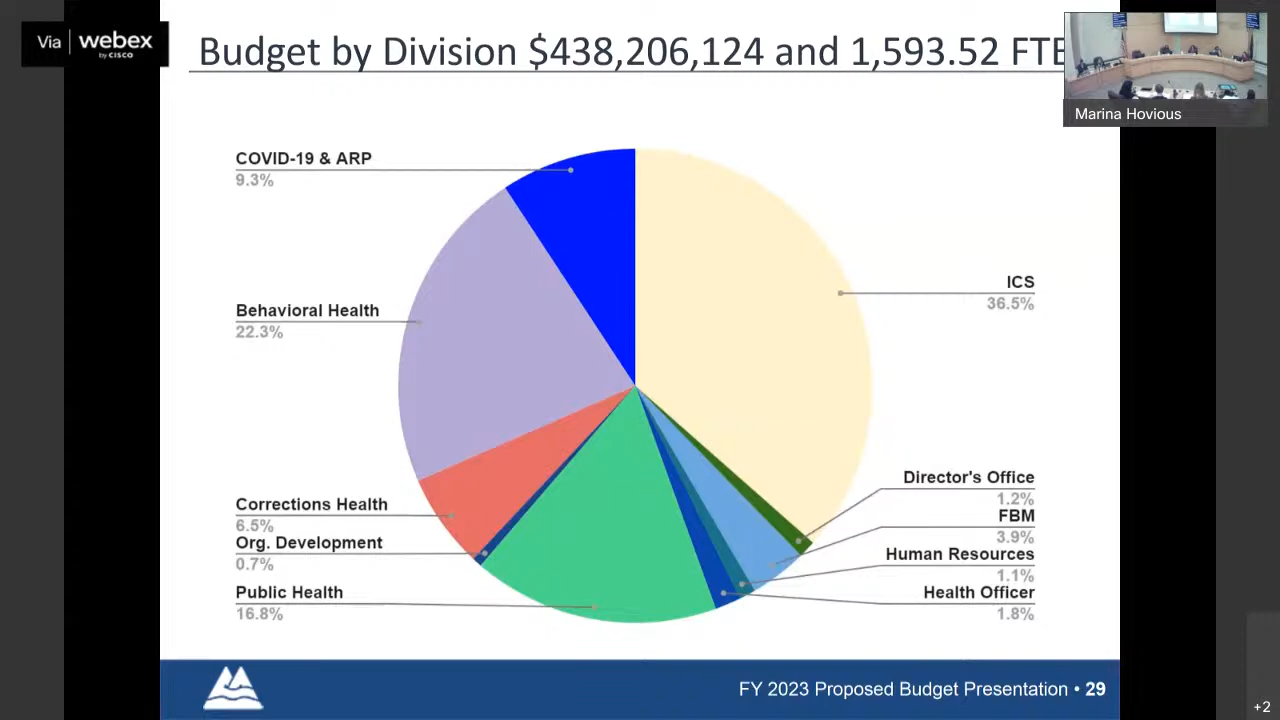 Via webex
by CISCO
Budget by Division $438,206,124 and 1,593.52 FTE
Marina Hovious
COVID-19 & ARP
9.3%
Behavioral Health
22.3%
Corrections Health
6.5%
Org. Development
0.7%
Public Health
16.8%
ICS
36.5%
Director's Office
1.2%
FBM
3.9%
Human Resources
1.1%
Health Officer
1.8%
FY 2023 Proposed Budget Presentation • 29
+2